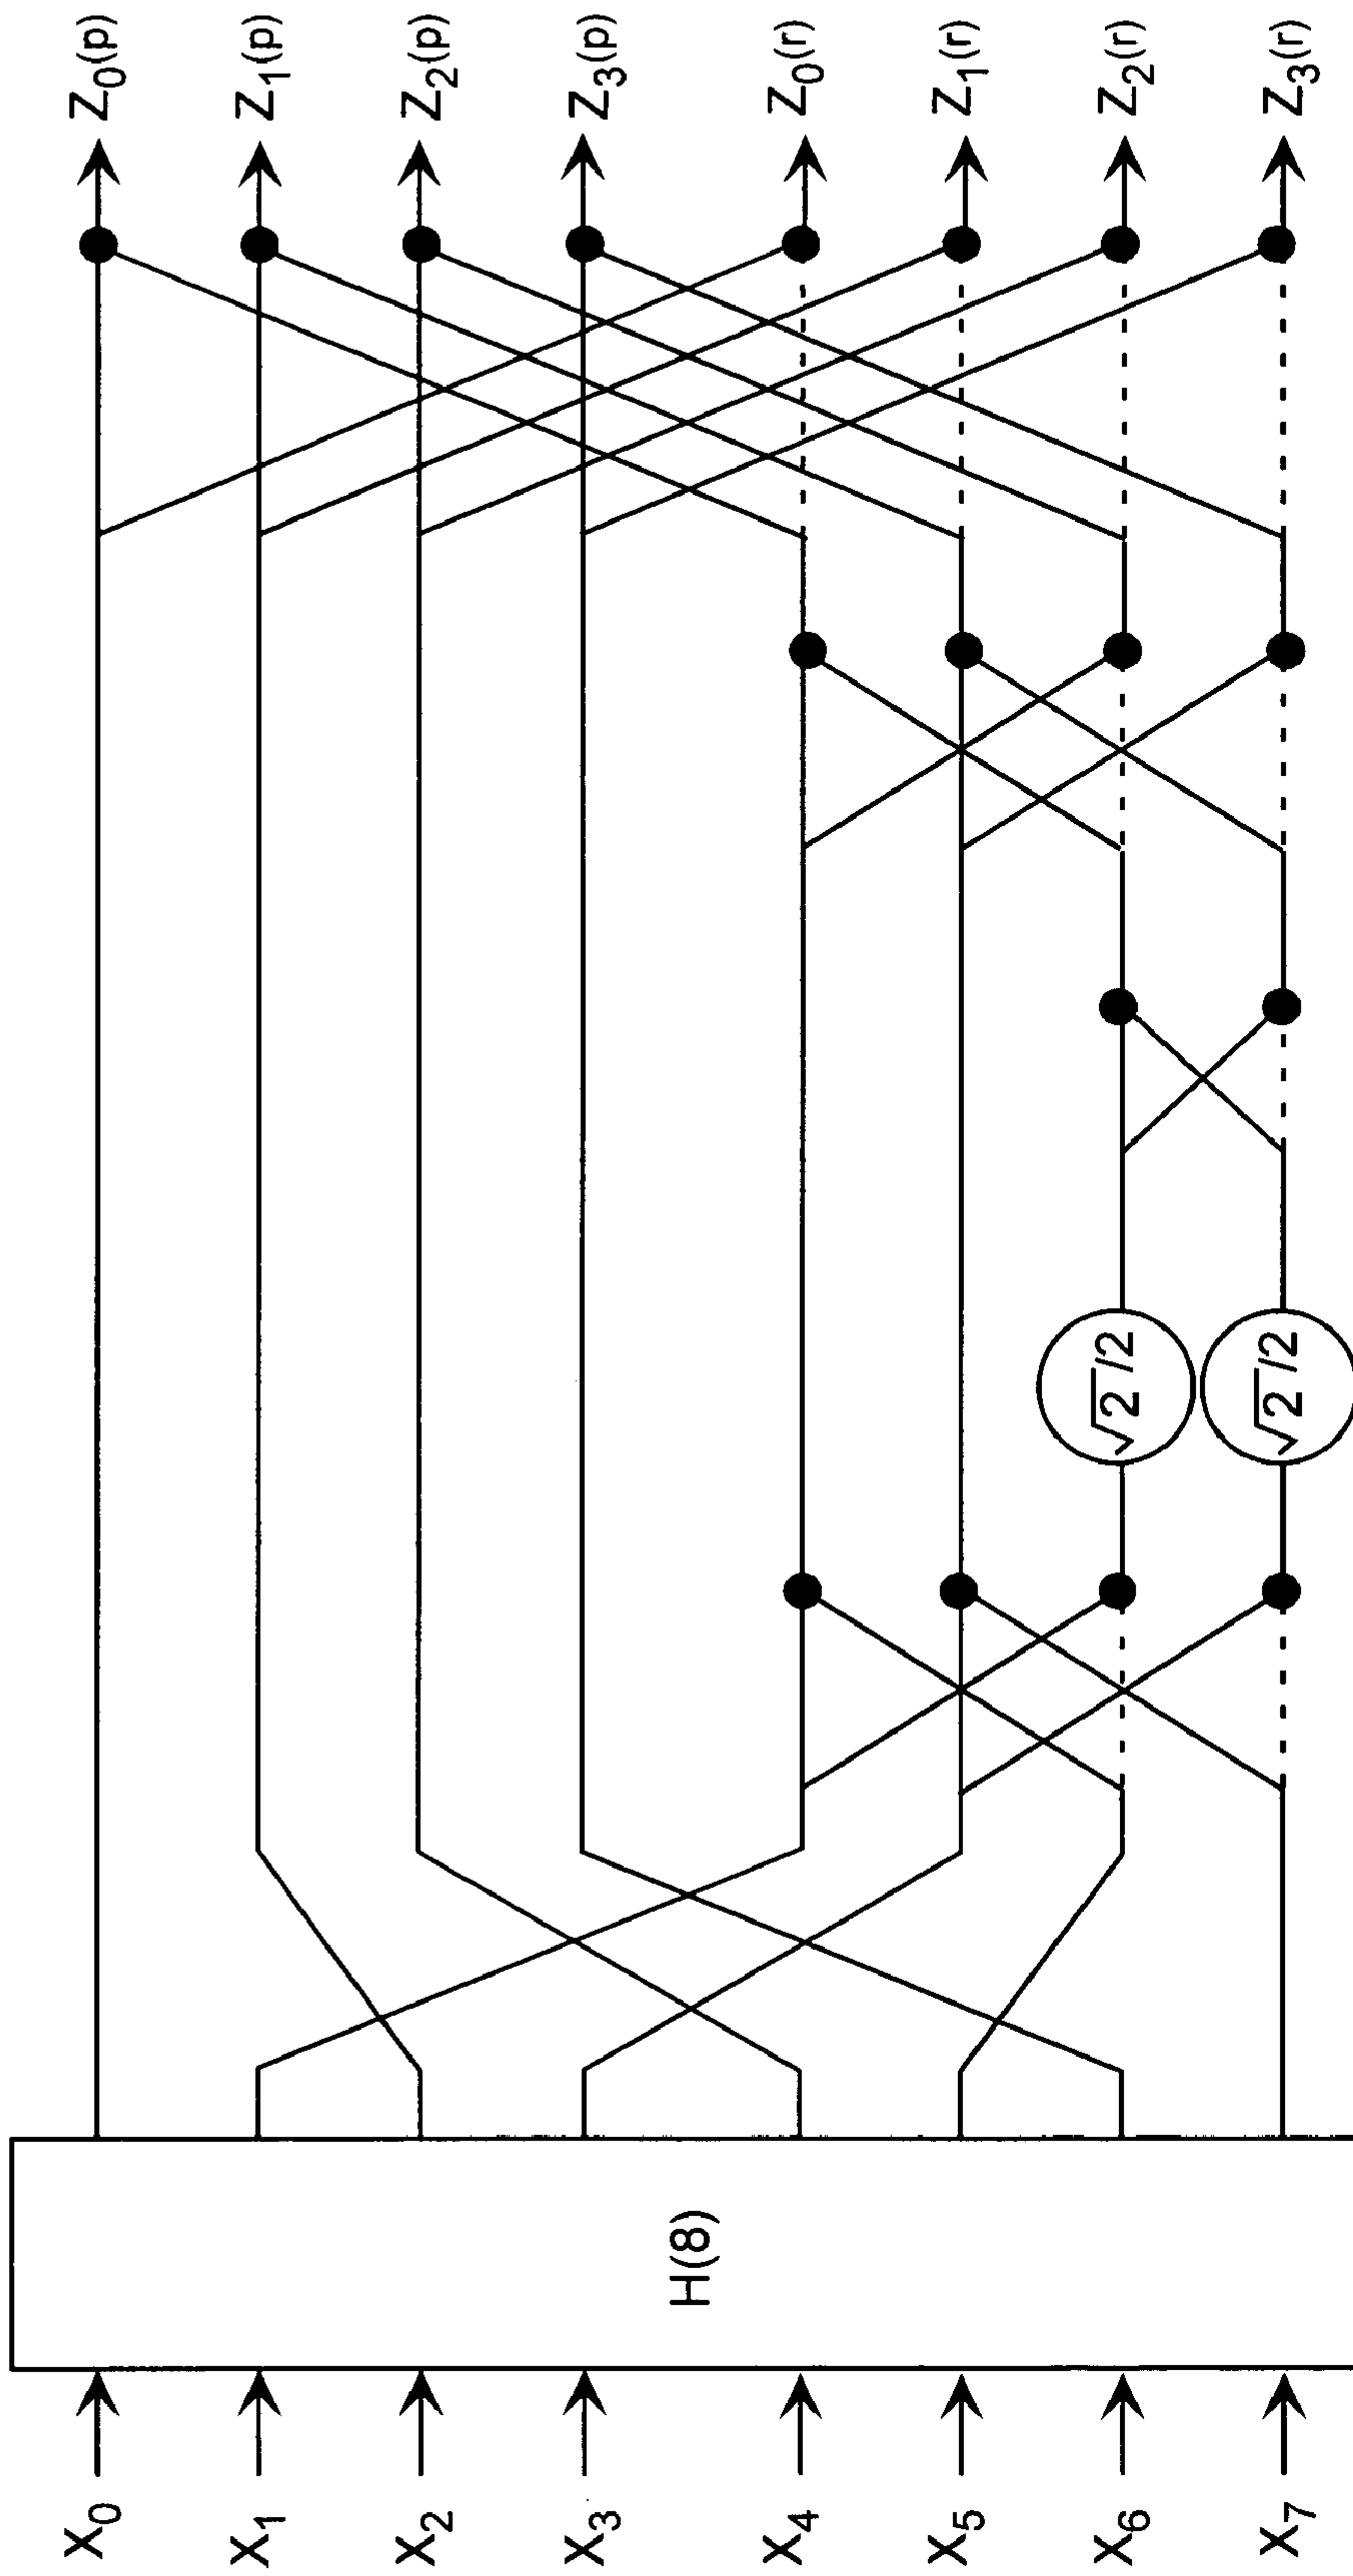 X₀
X₁
X₂
X₃
X₄
X₅
X₆
X₇
H(8)
√2/2
√2/2
Z₀(p)
Z₁(p)
Z₂(p)
Z₃(p)
Z₀(r)
Z₁(r)
Z₂(r)
Z₃(r)